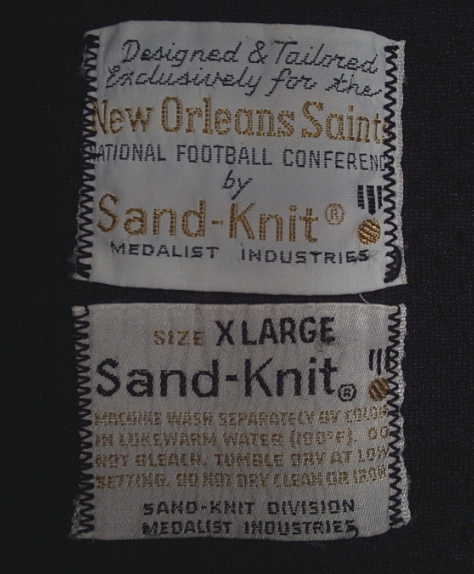 Designed & Tailored
Exclusively for the
New Orleans Saints
NATIONAL FOOTBALL CONFERENC
by
Sand-Knit®
MEDALIST INDUSTRIES
SIZE XLARGE
Sand-Knit®
MACHINE WASH SEPARATELY BY COLOR
IN LUKEWARM WATER (100°F). DO
NOT BLEACH. TUMBLE DRY AT LOW
SETTING. DO NOT DRY CLEAN OR IRON
SAND-KNIT DIVISION
MEDALIST INDUSTRIES